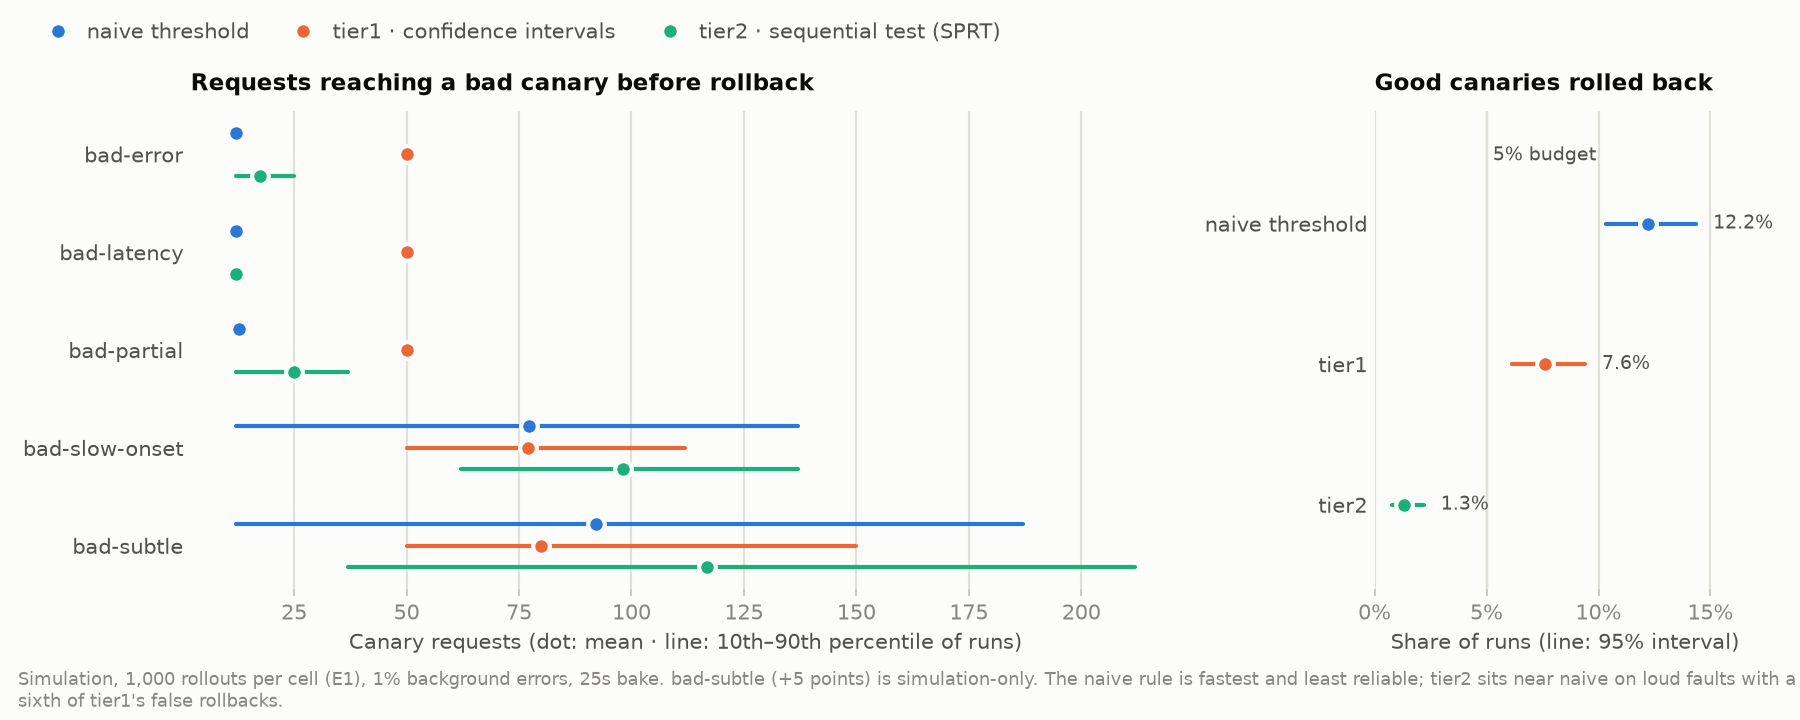 naive threshold
tier1 · confidence intervals
tier2 · sequential test (SPRT)
Requests reaching a bad canary before rollback
bad-error
bad-latency
bad-partial
bad-slow-onset
bad-subtle
25 50 75 100 125 150 175 200
Canary requests (dot: mean · line: 10th–90th percentile of runs)
Good canaries rolled back
5% budget
naive threshold
12.2%
tier1
7.6%
tier2
1.3%
0% 5% 10% 15%
Share of runs (line: 95% interval)
Simulation, 1,000 rollouts per cell (E1), 1% background errors, 25s bake. bad-subtle (+5 points) is simulation-only. The naive rule is fastest and least reliable; tier2 sits near naive on loud faults with a
sixth of tier1's false rollbacks.